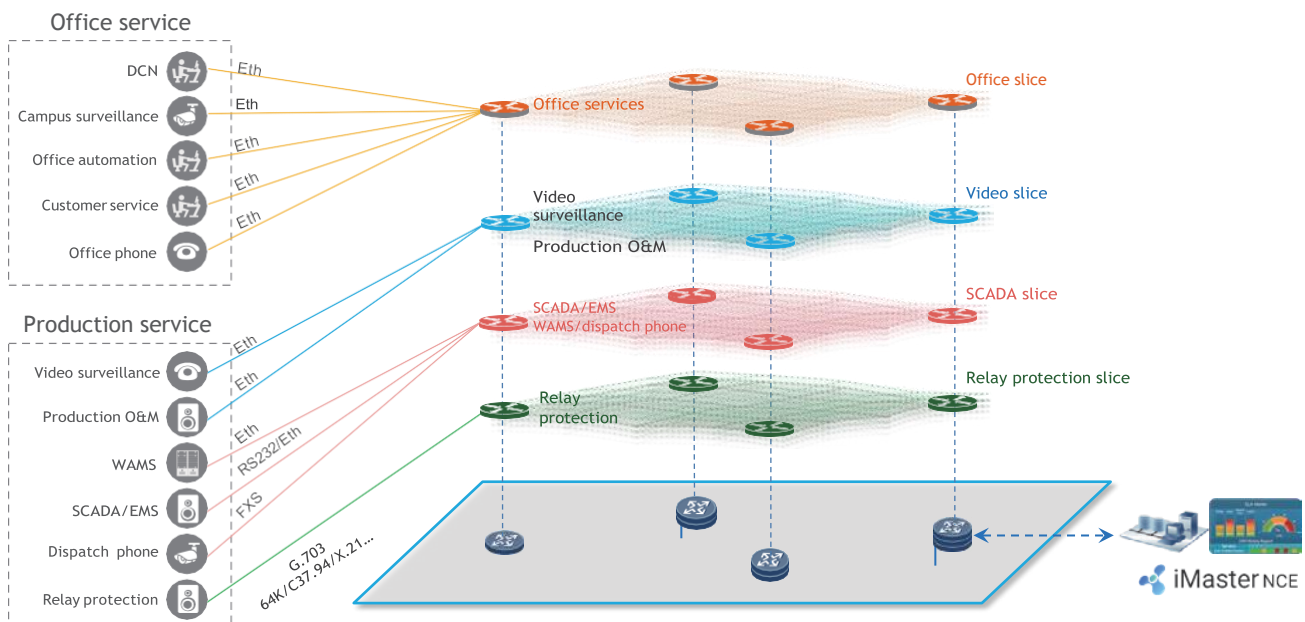 Office service
DCN
Campus surveillance
Office automation
Customer service
Office phone
Eth
Eth
Eth
Eth
Eth
Production service
Video surveillance
Production O&M
WAMS
SCADA/EMS
Dispatch phone
Relay protection
Eth
Eth
Eth
RS232/Eth
FXS
G.703
64K/C37.94/X.21...
Office services
Office slice
Video
surveillance
Production O&M
Video slice
SCADA/EMS
WAMS/dispatch phone
SCADA slice
Relay
protection
Relay protection slice
iMaster NCE